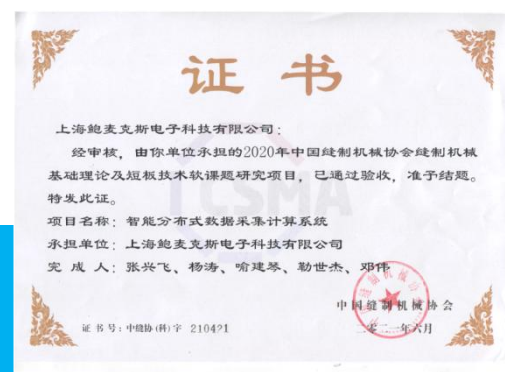 证书
上海鲍麦克斯电子科技有限公司：
经审核，由你单位承担的2020年中国缝制机械协会缝制机械
基础理论及短板技术软课题研究项目，已通过验收，准予结题。
特发此证。
项目名称：智能分布式数据采集计算系统
承担单位：上海鲍麦克斯电子科技有限公司
完成人：张兴飞、杨涛、喻建琴、勒世杰、邓伟
中国缝制机械协会
二零二一年六月
证书号：中缝协(科)字 210421
CSMA